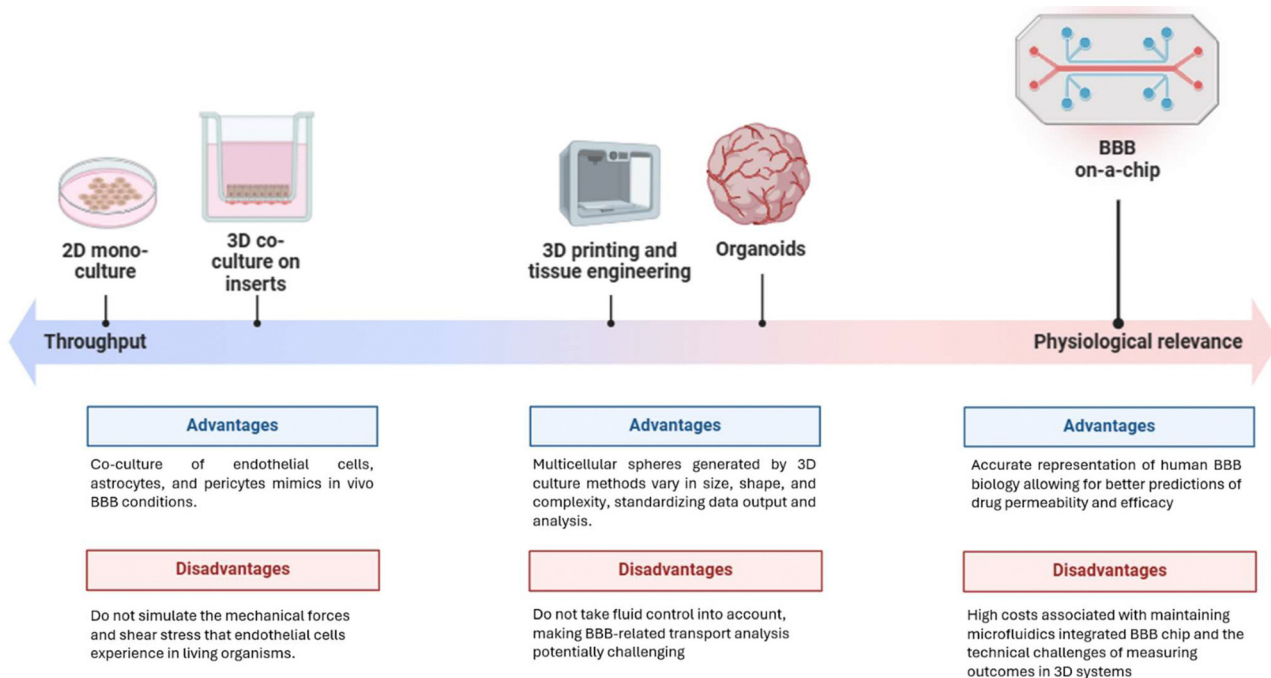 2D mono-
culture
3D co-
culture on
inserts
3D printing and
tissue engineering
Organoids
BBB
on-a-chip
Throughput
Physiological relevance
Advantages
Co-culture of endothelial cells,
astrocytes, and pericytes mimics in vivo
BBB conditions.
Disadvantages
Do not simulate the mechanical forces
and shear stress that endothelial cells
experience in living organisms.
Advantages
Multicellular spheres generated by 3D
culture methods vary in size, shape, and
complexity, standardizing data output and
analysis.
Disadvantages
Do not take fluid control into account,
making BBB-related transport analysis
potentially challenging
Advantages
Accurate representation of human BBB
biology allowing for better predictions of
drug permeability and efficacy
Disadvantages
High costs associated with maintaining
microfluidics integrated BBB chip and the
technical challenges of measuring
outcomes in 3D systems